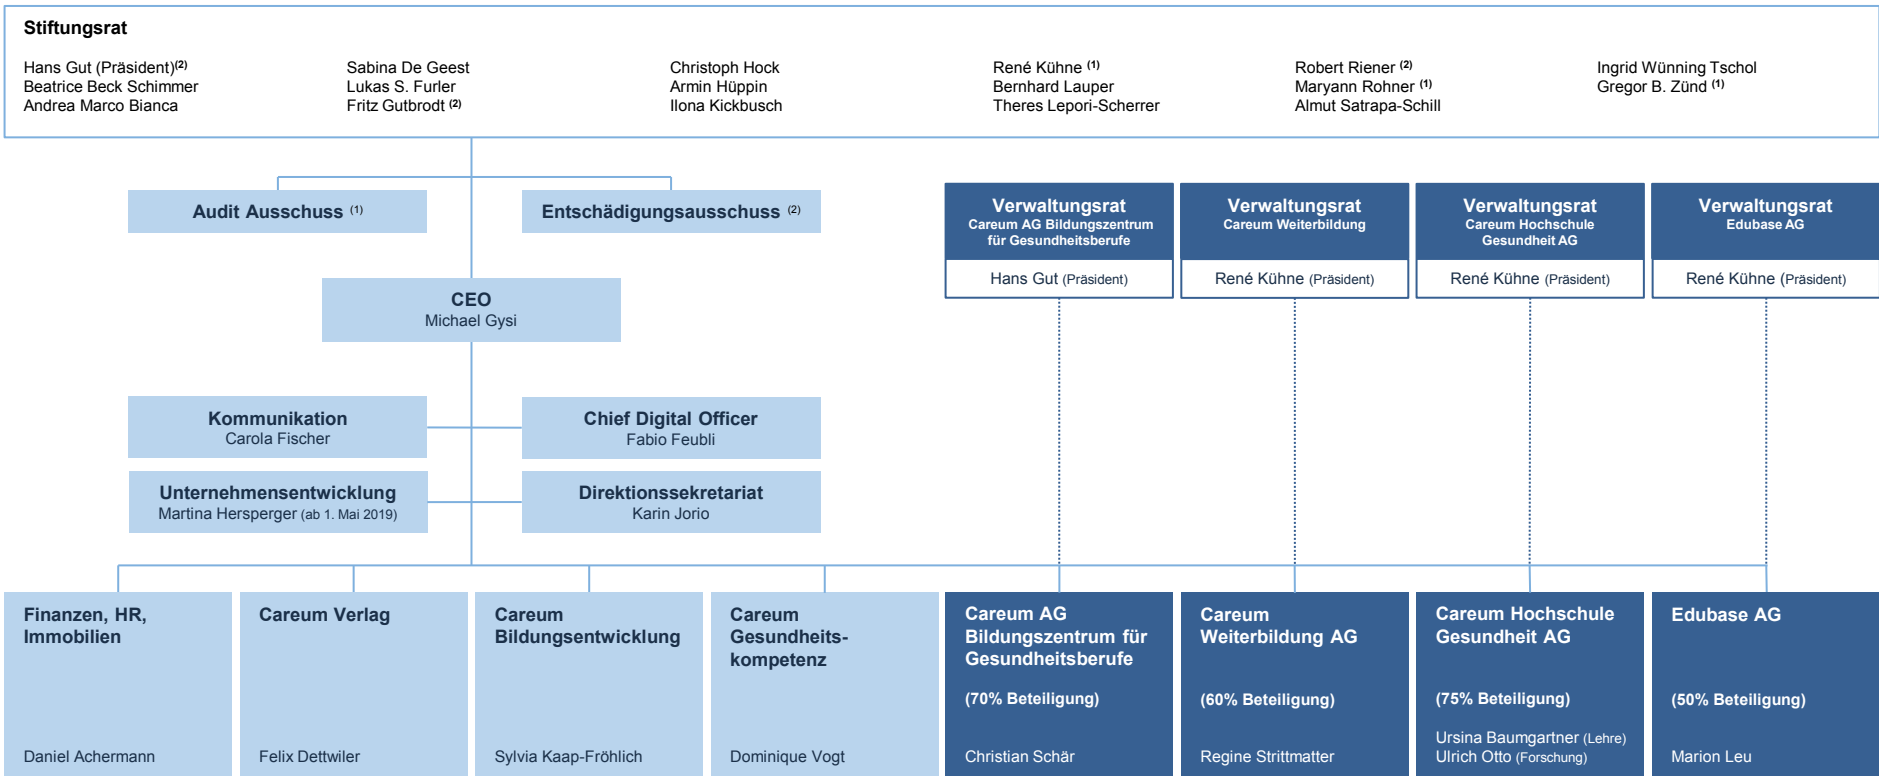 Stiftungsrat
Hans Gut (Präsident)(2)
Beatrice Beck Schimmer
Andrea Marco Bianca
Sabina De Geest
Lukas S. Furler
Fritz Gutbrodt (2)
Christoph Hock
Armin Hüppin
Ilona Kickbusch
René Kühne (1)
Bernhard Lauper
Theres Lepori-Scherrer
Robert Riener (2)
Maryann Rohner (1)
Almut Satrapa-Schill
Ingrid Wünning Tschol
Gregor B. Zünd (1)
Audit Ausschuss (1)
Entschädigungsausschuss (2)
Verwaltungsrat
Careum AG Bildungszentrum
für Gesundheitsberufe
Hans Gut (Präsident)
Verwaltungsrat
Careum Weiterbildung
René Kühne (Präsident)
Verwaltungsrat
Careum Hochschule
Gesundheit AG
René Kühne (Präsident)
Verwaltungsrat
Edubase AG
René Kühne (Präsident)
CEO
Michael Gysi
Kommunikation
Carola Fischer
Chief Digital Officer
Fabio Feubli
Unternehmensentwicklung
Martina Hersperger (ab 1. Mai 2019)
Direktionssekretariat
Karin Jorio
Finanzen, HR,
Immobilien
Daniel Achermann
Careum Verlag
Felix Dettwiler
Careum
Bildungsentwicklung
Sylvia Kaap-Fröhlich
Careum
Gesundheits-
kompetenz
Dominique Vogt
Careum AG
Bildungszentrum für
Gesundheitsberufe
(70% Beteiligung)
Christian Schär
Careum
Weiterbildung AG
(60% Beteiligung)
Regine Strittmatter
Careum Hochschule
Gesundheit AG
(75% Beteiligung)
Ursina Baumgartner (Lehre)
Ulrich Otto (Forschung)
Edubase AG
(50% Beteiligung)
Marion Leu